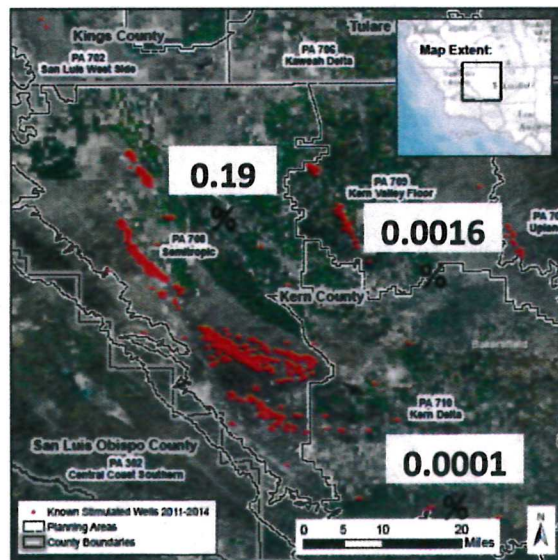 Kings County
Tulare
PA 702
San Luis West Side
PA 706
Kaweah Delta
Map Extent:
0.19
%
PA 709
Kern Valley Floor
0.0016
%
PA 708
Semitropic
Kern County
Bakersfield
PA 710
Kern Delta
San Luis Obispo County
PA 302
Central Coast Southern
0.0001
%
Known Stimulated Wells 2011-2014
Planning Areas
County Boundaries
0 5 10 20
Miles
N